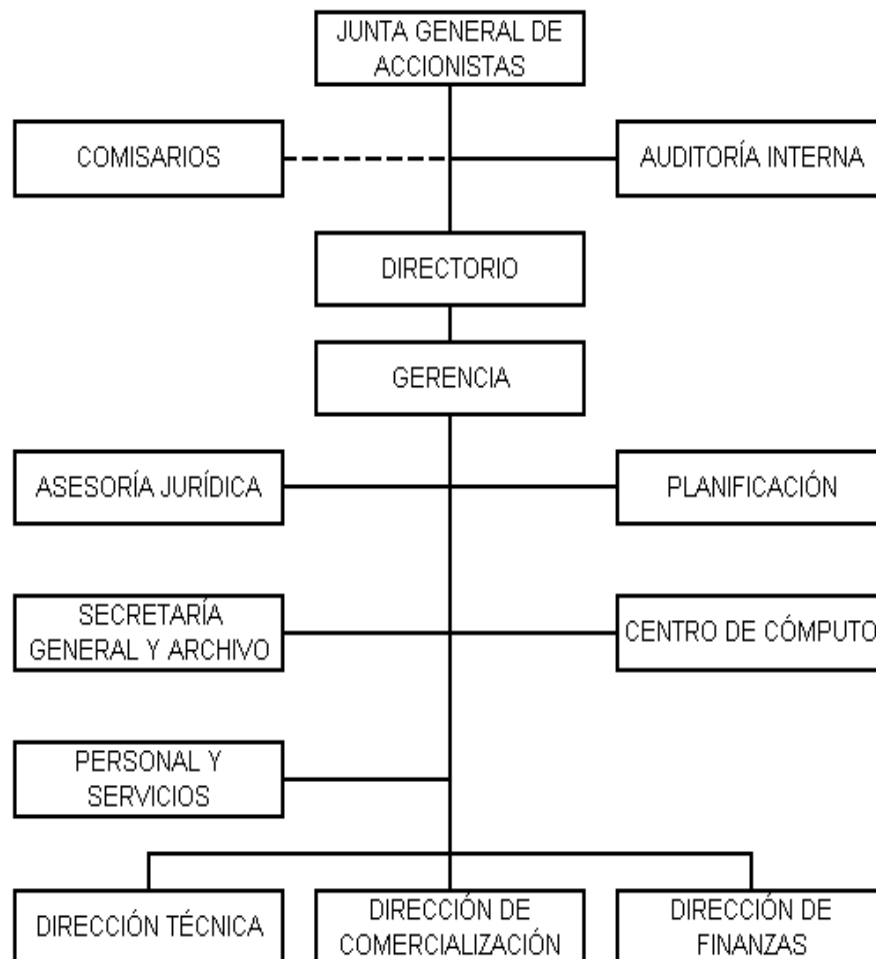 JUNTA GENERAL DE
ACCIONISTAS
COMISARIOS
AUDITORÍA INTERNA
DIRECTORIO
GERENCIA
ASESORÍA JURÍDICA
PLANIFICACIÓN
SECRETARÍA
GENERAL Y ARCHIVO
CENTRO DE CÓMPUTO
PERSONAL Y
SERVICIOS
DIRECCIÓN TÉCNICA
DIRECCIÓN DE
COMERCIALIZACIÓN
DIRECCIÓN DE
FINANZAS